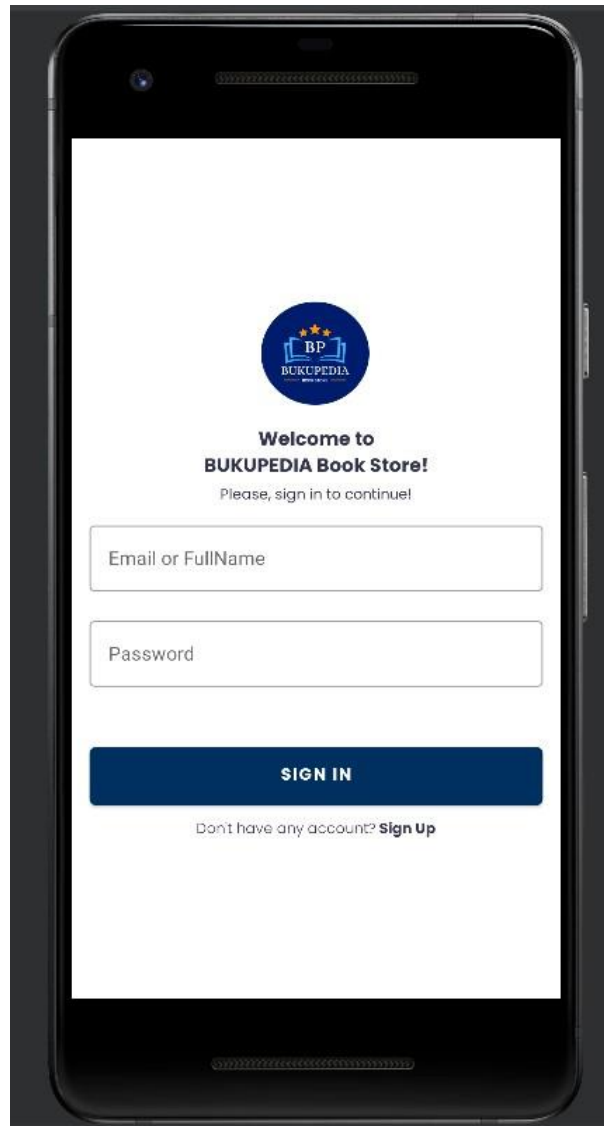 BP
BUKUPEDIA
Welcome to
BUKUPEDIA Book Store!
Please, sign in to continue!
Email or FullName
Password
SIGN IN
Don't have any account? Sign Up